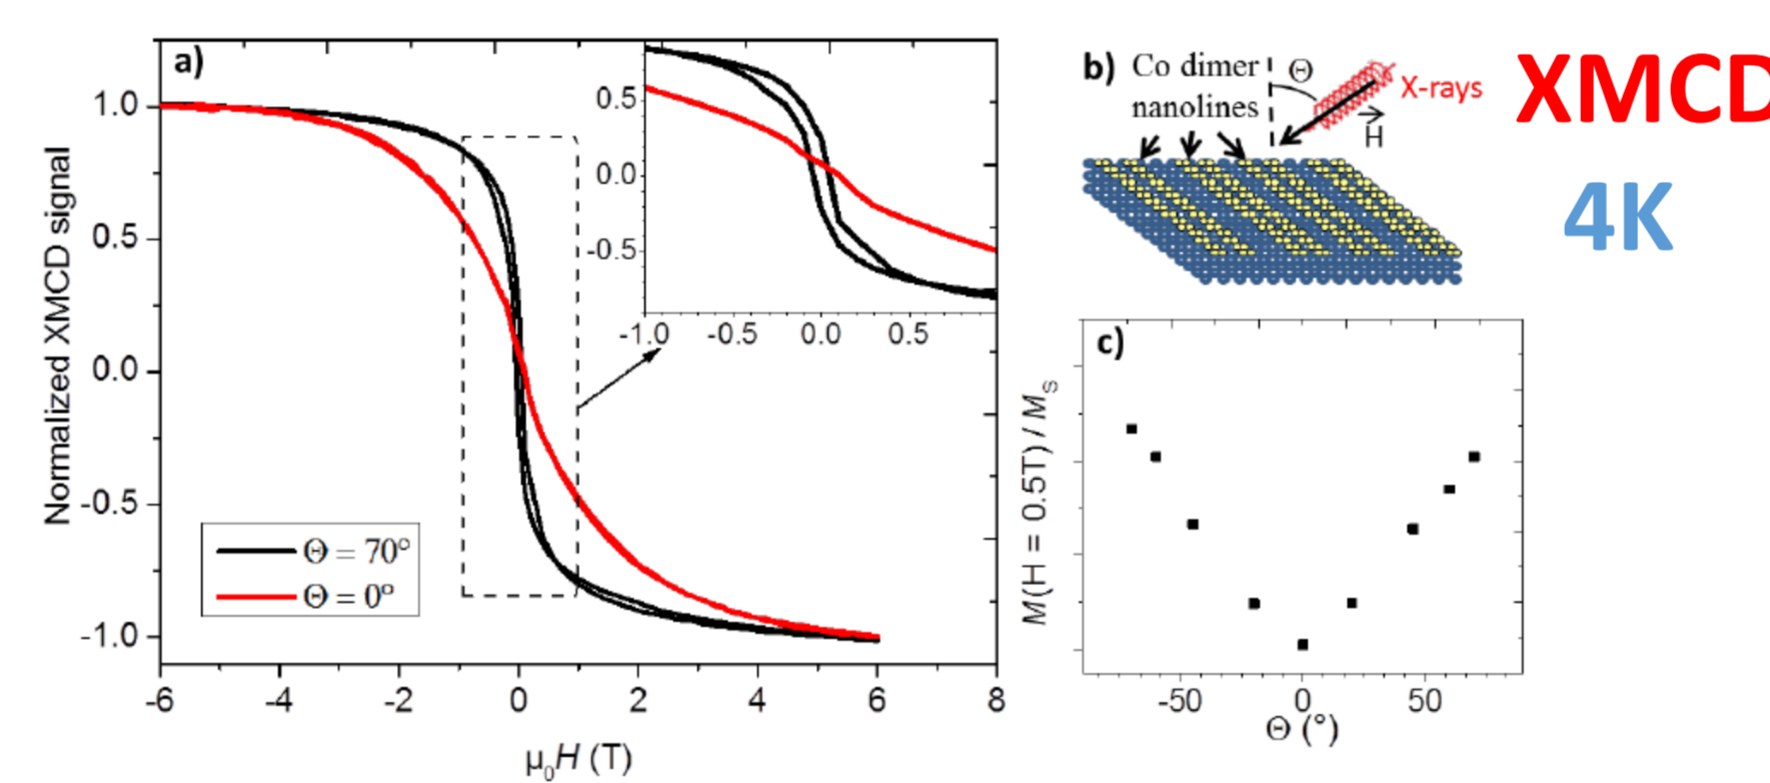 a)
Normalized XMCD signal
1.0
0.5
0.0
-0.5
-1.0
-6
-4
-2
0
2
4
6
8
μ₀H (T)
Θ = 70°
Θ = 0°
0.5
0.0
-0.5
-1.0
-0.5
0.0
0.5
b)
Co dimer
nanolines
Θ
X-rays
H
XMCD
4K
c)
M(H = 0.5T) / M_S
-50
0
50
Θ (°)